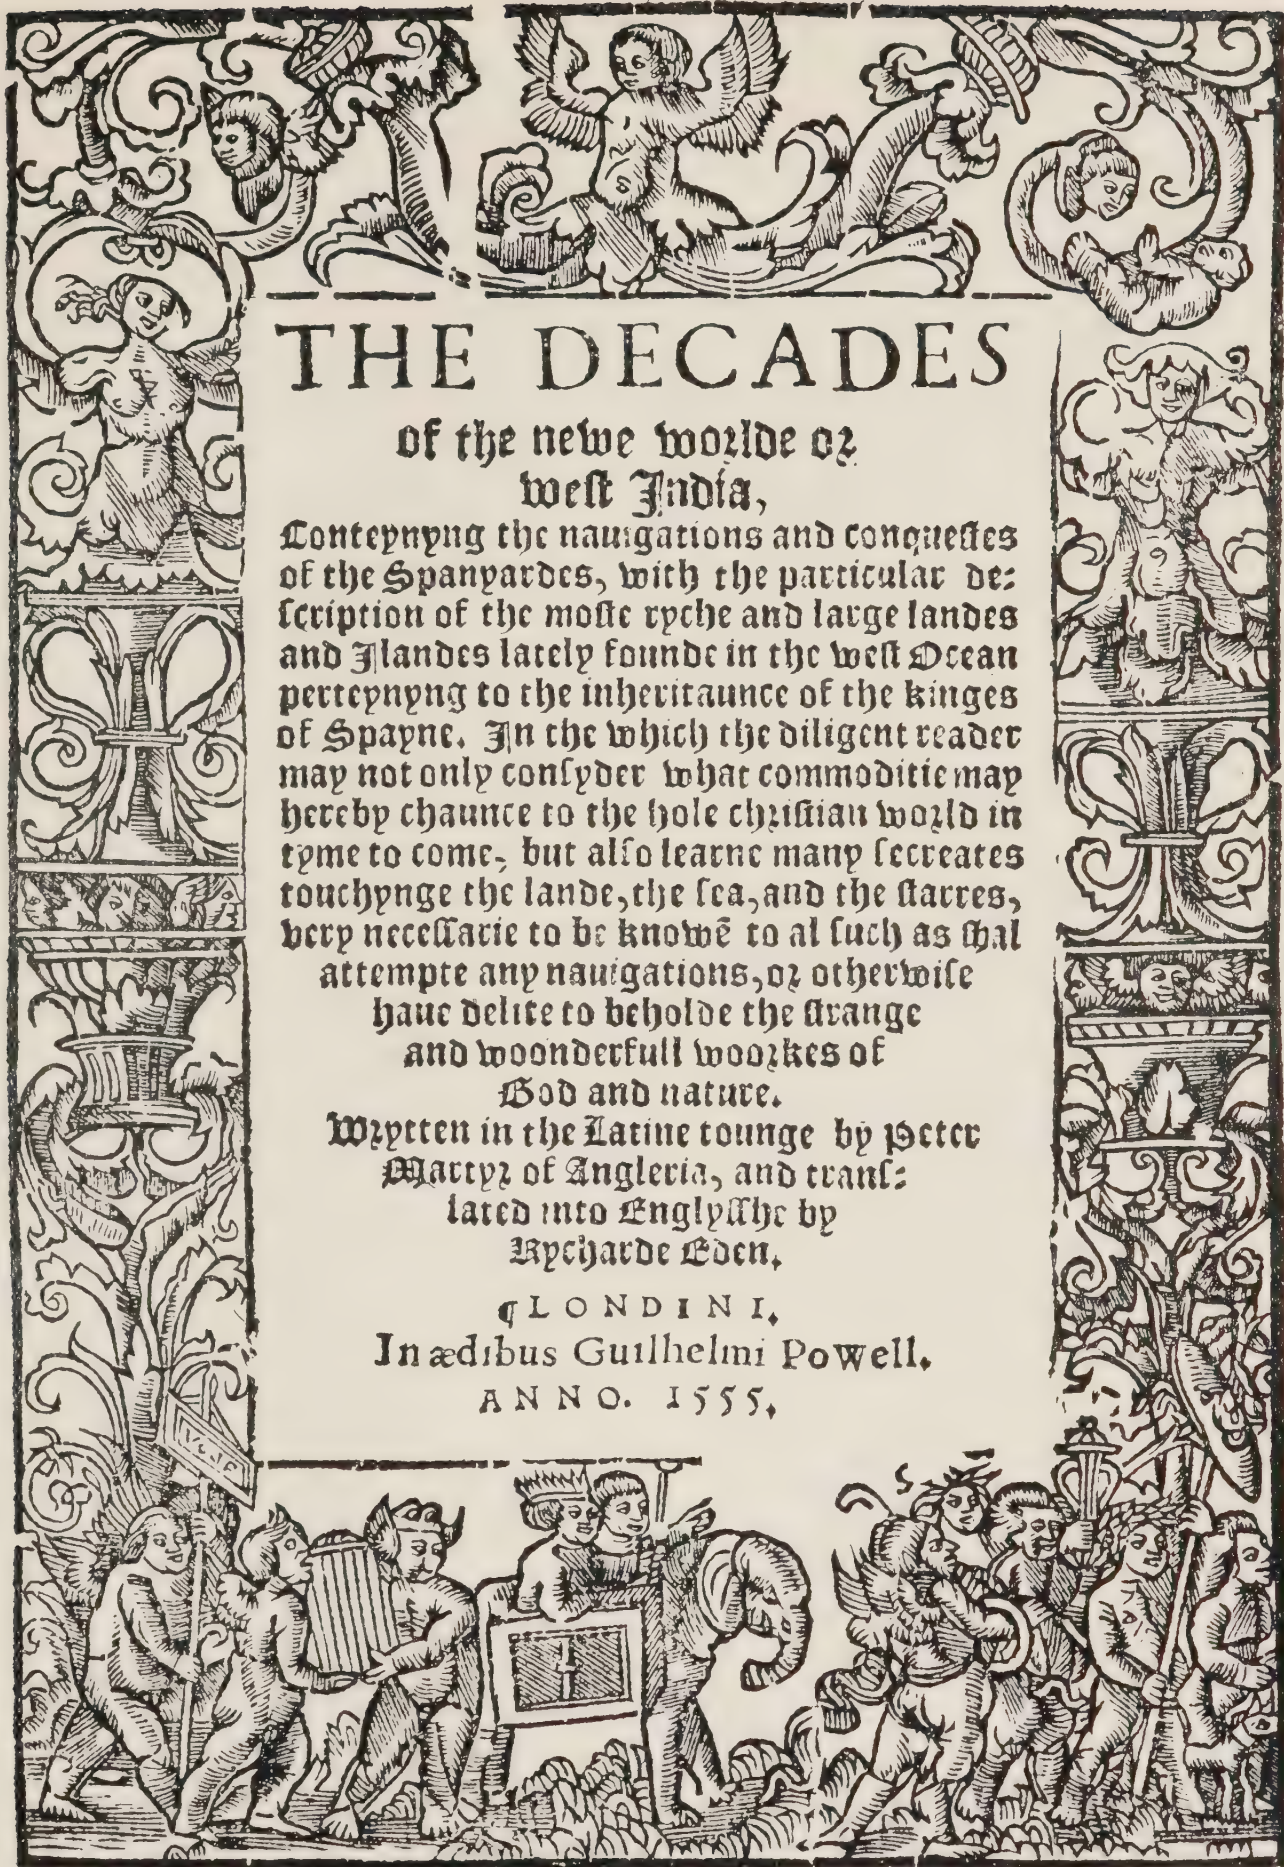 THE DECADES
of the newe worlde or
west India,
Conteynyng the nauigations and conquestes
of the Spanyardes, with the particular de:
scription of the moste ryche and large landes
and Ilandes lately founde in the west Ocean
perteynyng to the inheritaunce of the kinges
of Spayne. In the which the diligent reader
may not only consyder what commoditie may
hereby chaunce to the hole christian world in
tyme to come, but also learne many secreates
touchynge the lande, the sea, and the starres,
very necessarie to be knowẽ to al such as shal
attempte any nauigations, or otherwise
haue delite to beholde the strange
and woonderfull woorkes of
God and nature.
Wrytten in the Latine tounge by Peter
Martyr of Angleria, and trans:
lated into Englysshe by
Rycharde Eden.
¶LONDINI.
In ædibus Guilhelmi Powell.
ANNO. 1555.